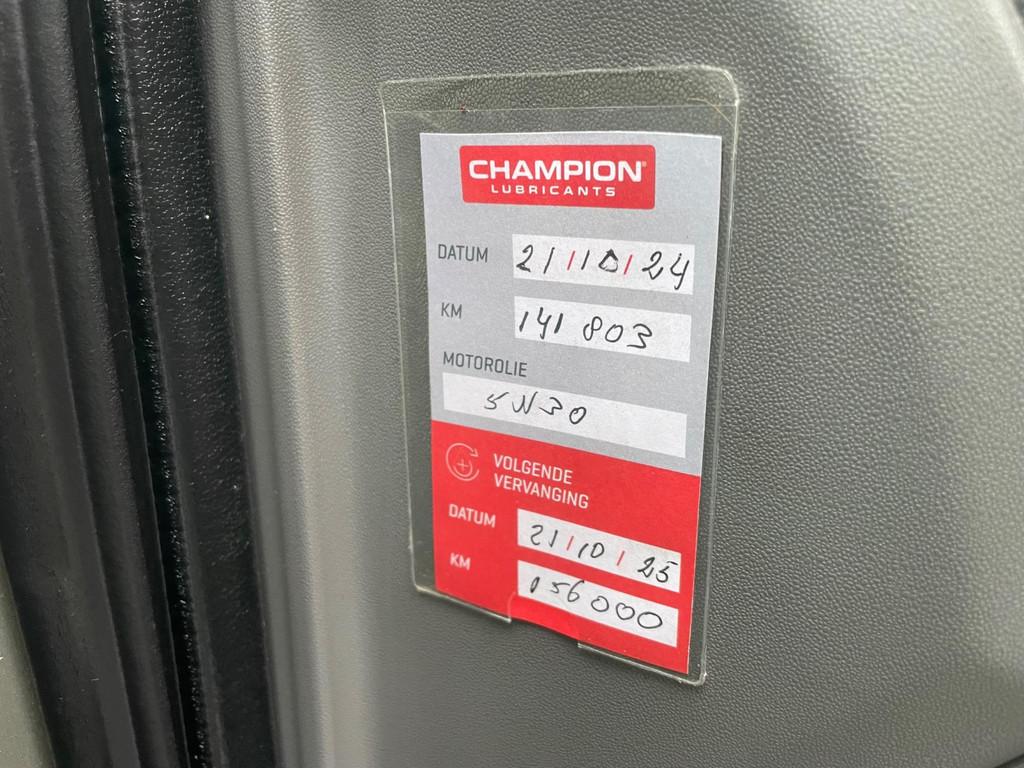 CHAMPION®
LUBRICANTS
DATUM 21/10/24
KM 141 803
MOTOROLIE
5W30
VOLGENDE
VERVANGING
DATUM 21/10/25
KM 156000